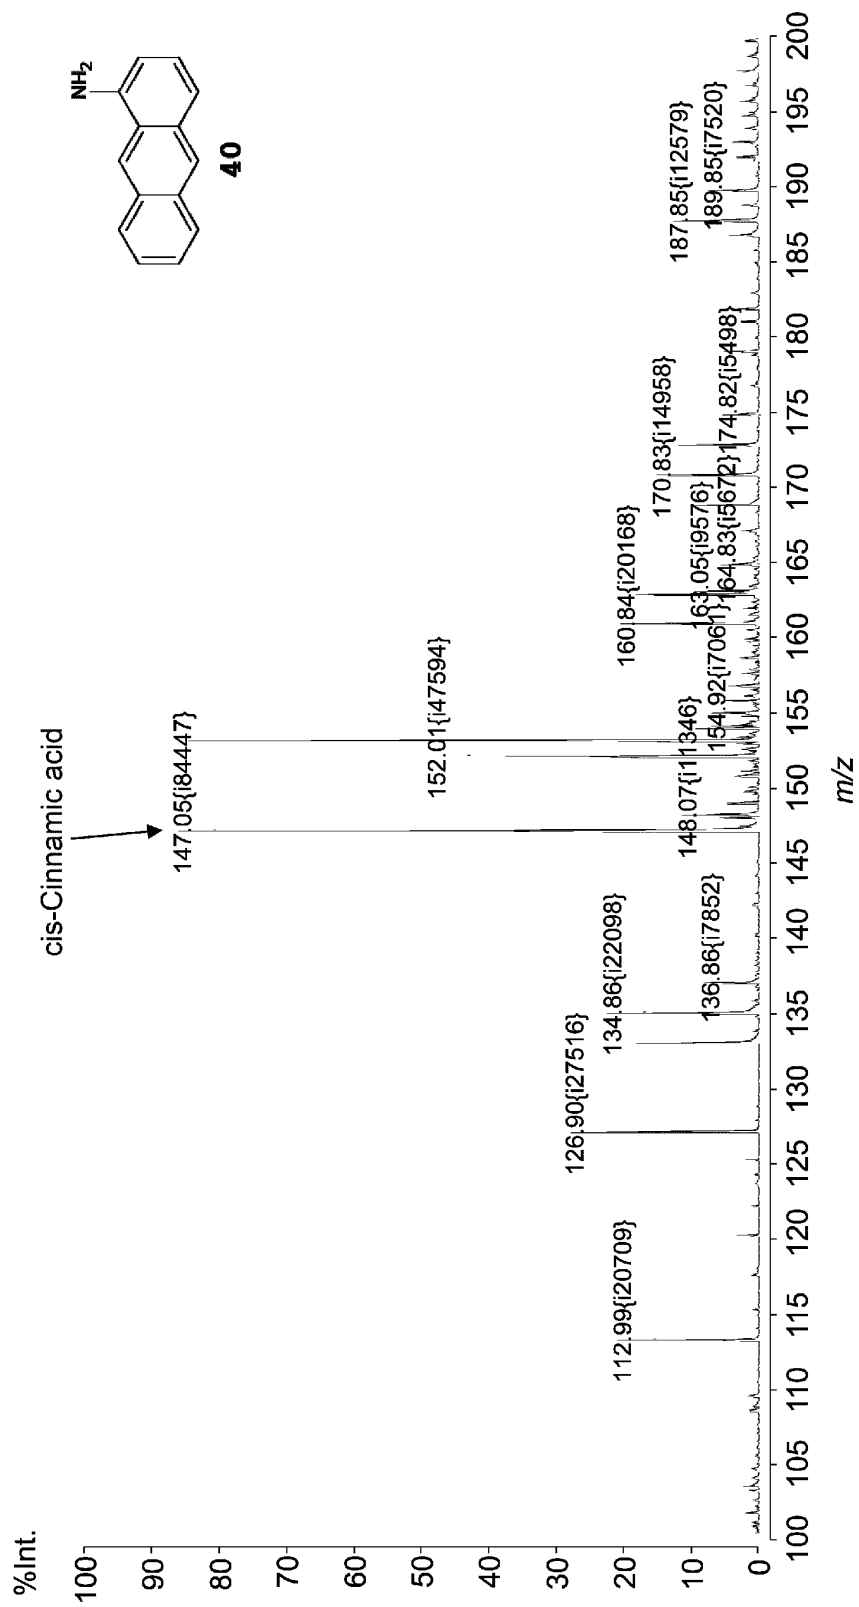 %Int.
cis-Cinnamic acid
NH2
40
100
90
80
70
60
50
40
30
20
10
0
112.99{i20709}
126.90{i27516}
134.86{i22098}
136.86{i7852}
147.05{i84447}
148.07{i11346}
152.01{i47594}
154.92{i7061}
160.84{i20168}
163.05{i9576}
164.83{i5672}
170.83{i14958}
174.82{i5498}
187.85{i12579}
189.85{i7520}
100 105 110 115 120 125 130 135 140 145 150 155 160 165 170 175 180 185 190 195 200
m/z